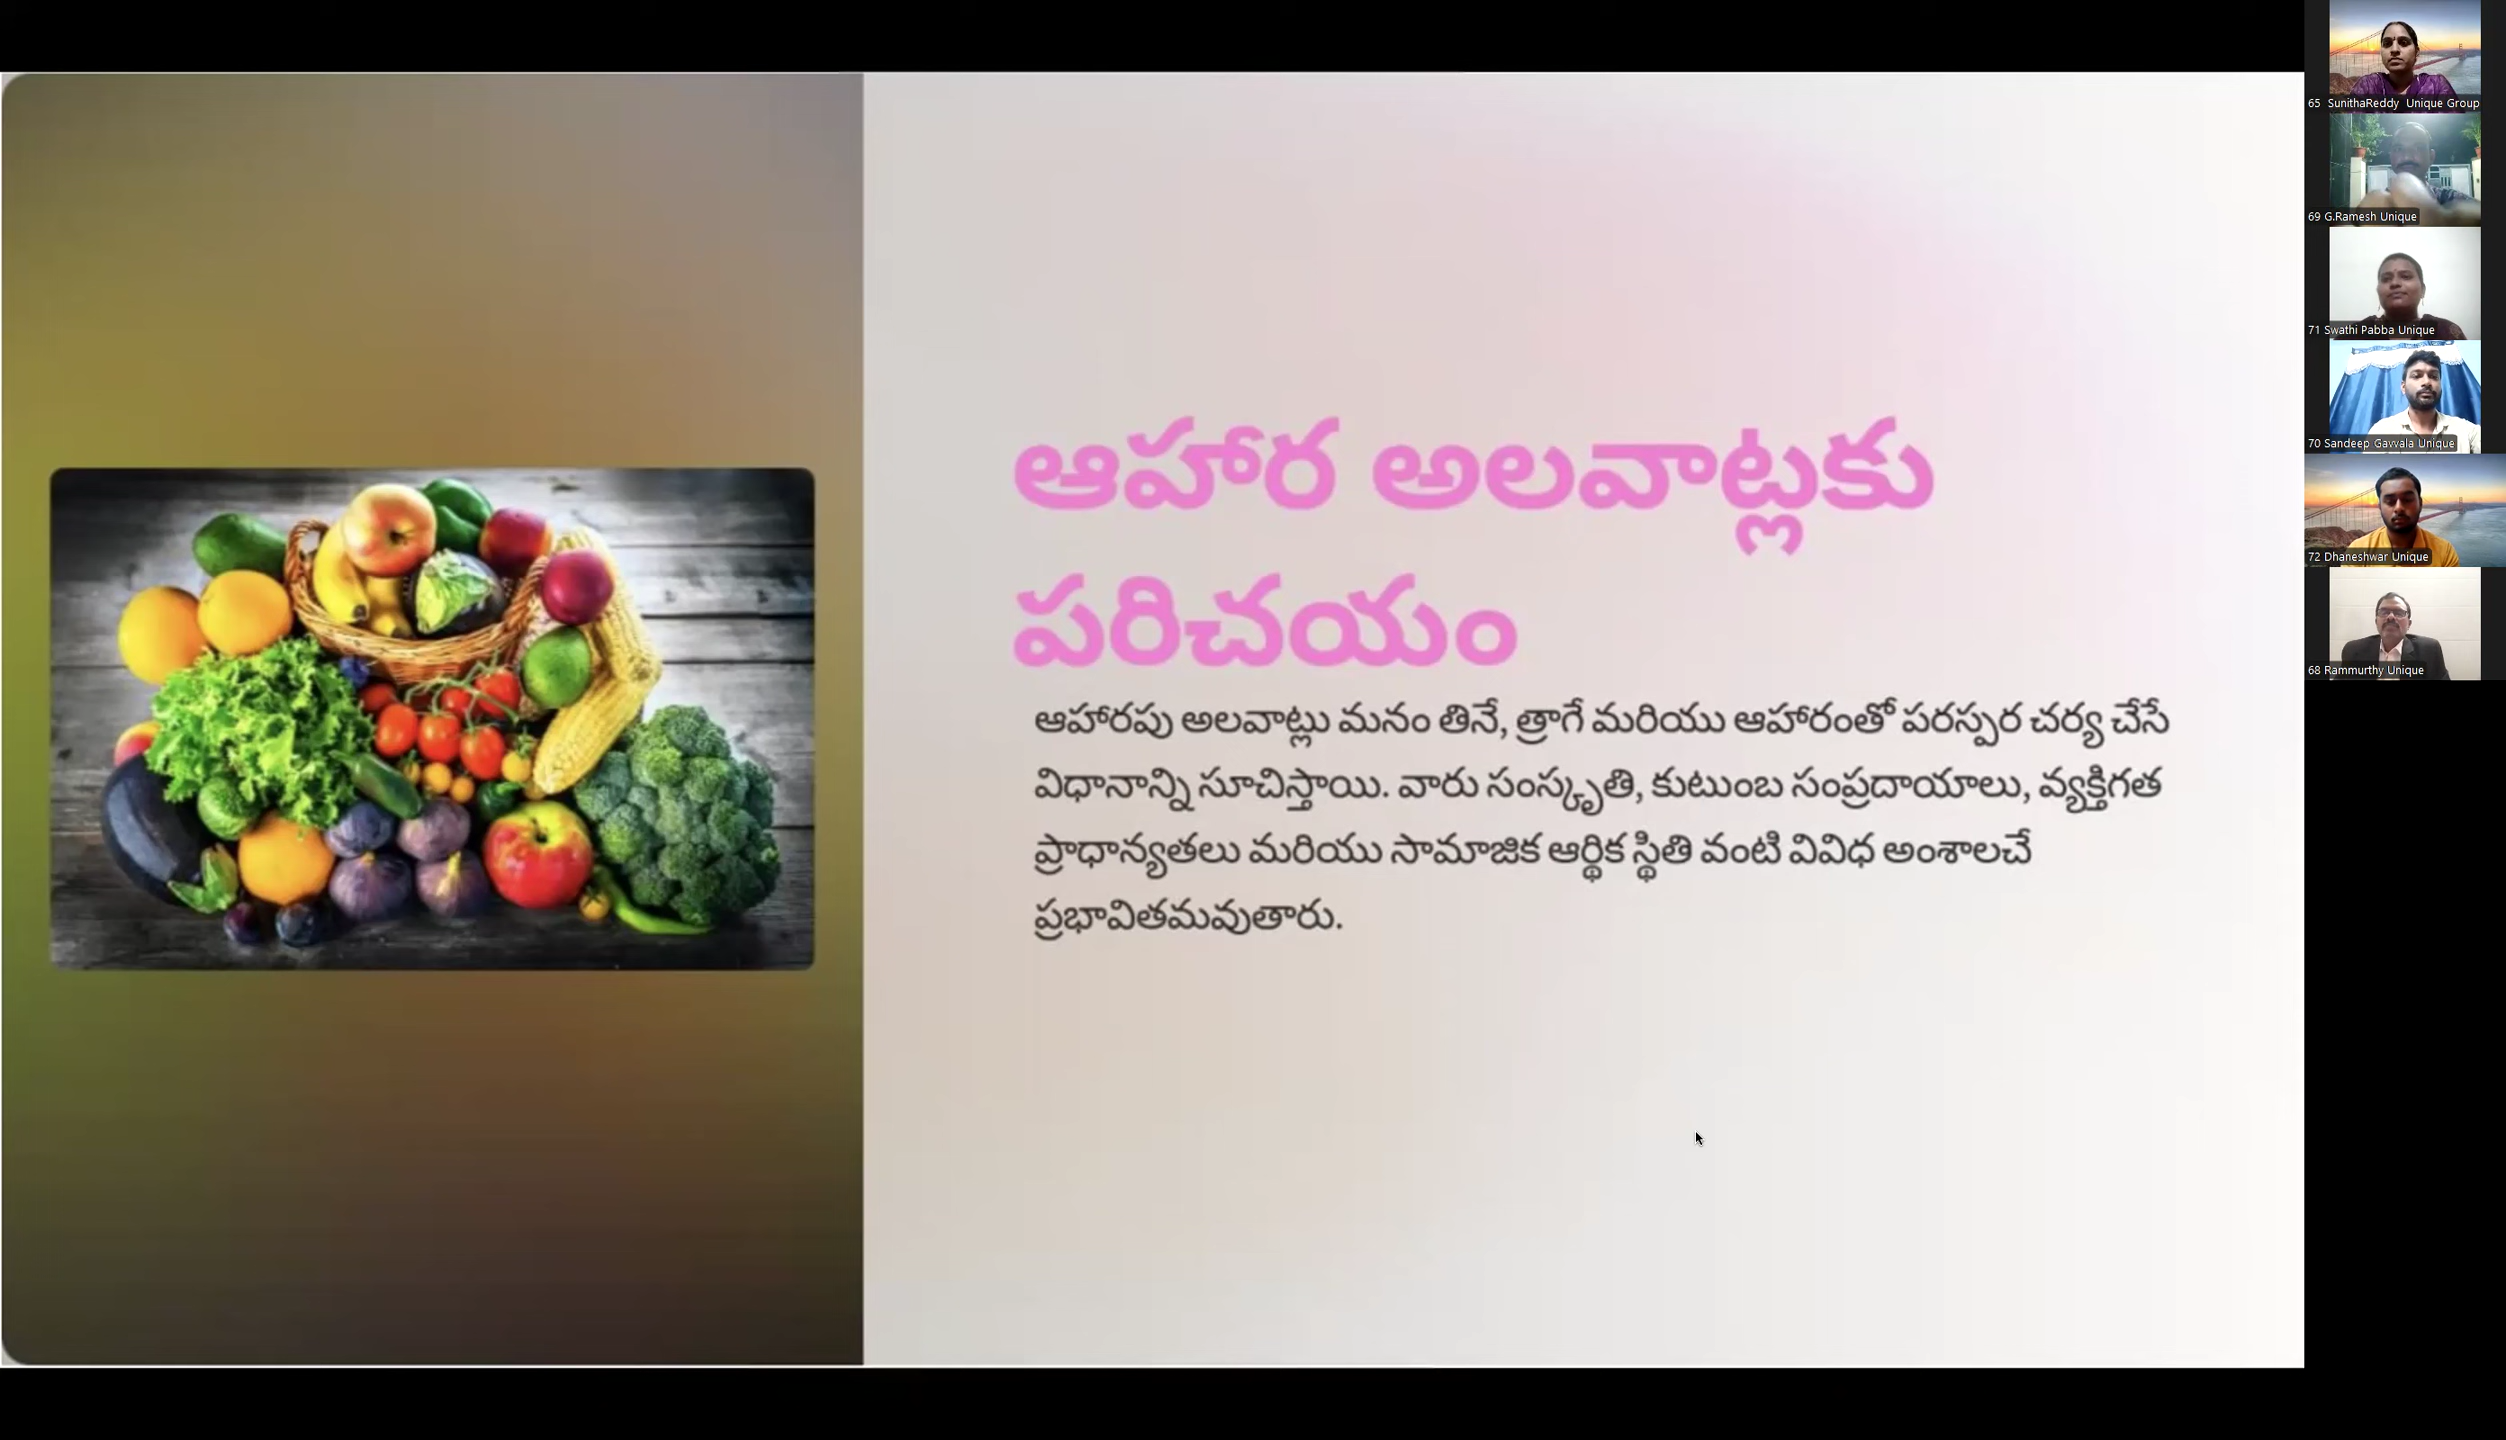 ఆహార అలవాట్లకు
పరిచయం
ఆహారపు అలవాట్లు మనం తినే, త్రాగే మరియు ఆహారంతో పరస్పర చర్య చేసే
విధానాన్ని సూచిస్తాయి. వారు సంస్కృతి, కుటుంబ సంప్రదాయాలు, వ్యక్తిగత
ప్రాధాన్యతలు మరియు సామాజిక ఆర్థిక స్థితి వంటి వివిధ అంశాలచే
ప్రభావితమవుతారు.
65 SunithaReddy Unique Group
69 G.Ramesh Unique
71 Swathi Pabba Unique
70 Sandeep Gavvala Unique
72 Dhaneshwar Unique
68 Rammurthy Unique